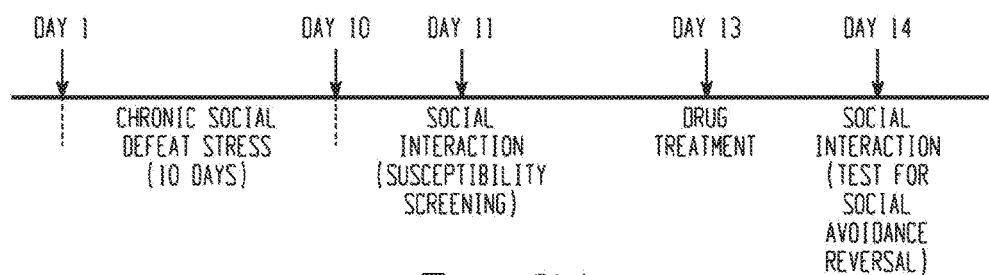 DAY 1 DAY 10 DAY 11 DAY 13 DAY 14
CHRONIC SOCIAL
DEFEAT STRESS
(10 DAYS)
SOCIAL
INTERACTION
(SUSCEPTIBILITY
SCREENING)
DRUG
TREATMENT
SOCIAL
INTERACTION
(TEST FOR
SOCIAL
AVOIDANCE
REVERSAL)